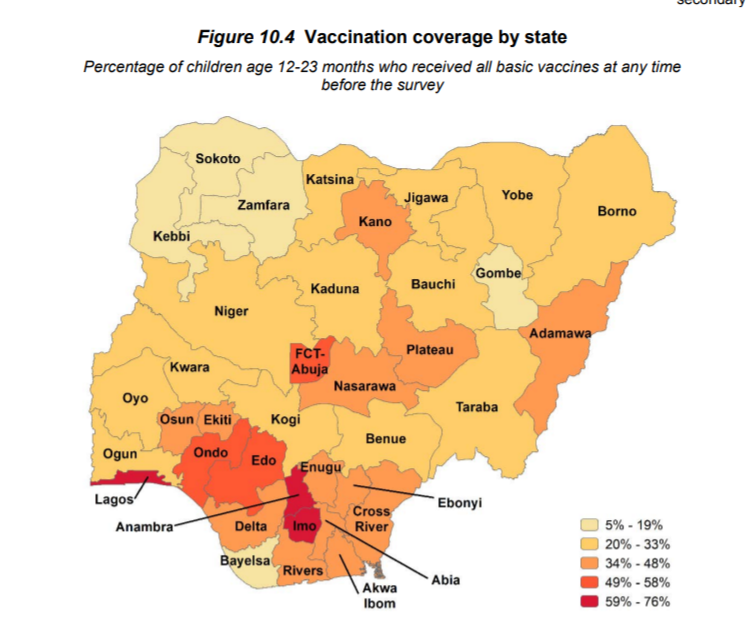 secondary
Figure 10.4 Vaccination coverage by state
Percentage of children age 12-23 months who received all basic vaccines at any time
before the survey
Sokoto
Katsina
Jigawa
Yobe
Borno
Zamfara
Kano
Kebbi
Gombe
Kaduna
Bauchi
Niger
Adamawa
FCT-
Abuja
Plateau
Kwara
Nasarawa
Oyo
Taraba
Osun
Ekiti
Kogi
Benue
Ogun
Ondo
Edo
Enugu
Lagos
Ebonyi
Anambra
Delta
Imo
Cross
River
Bayelsa
Rivers
Abia
Akwa
Ibom
5% - 19%
20% - 33%
34% - 48%
49% - 58%
59% - 76%